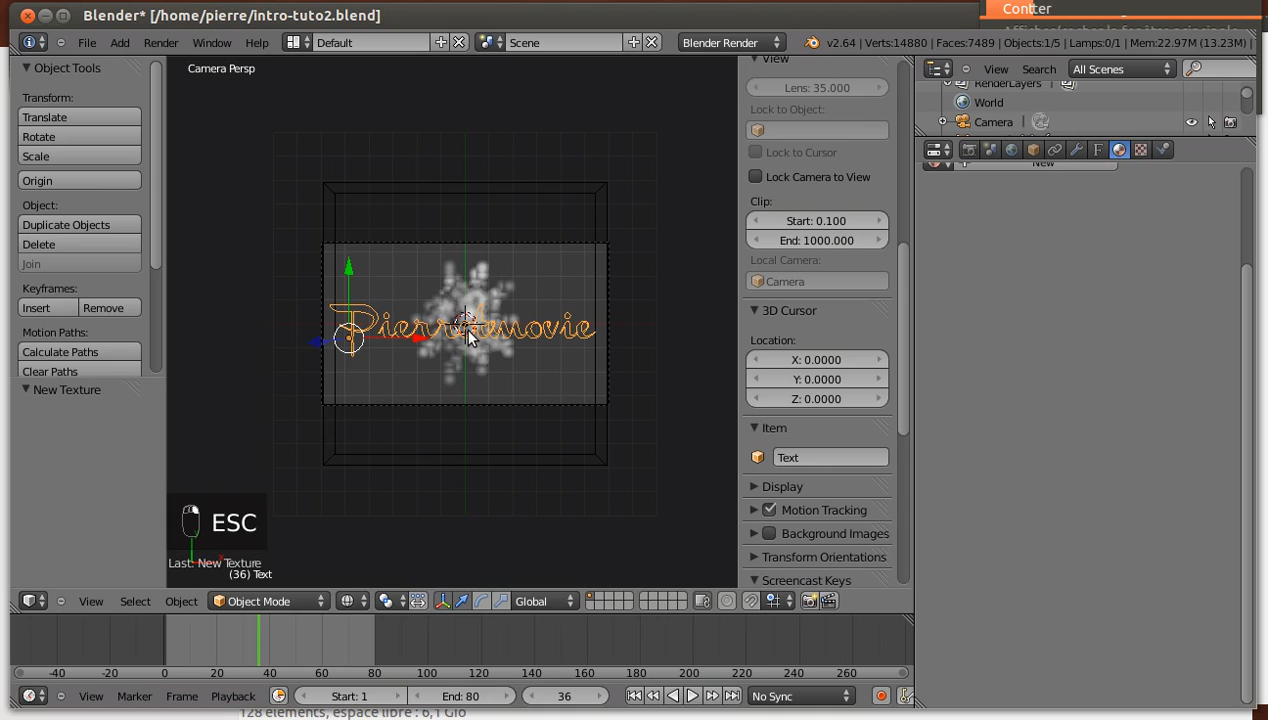 Blender* [/home/pierre/intro-tuto2.blend]
Contter
File Add Render Window Help Default Scene Blender Render v2.64 | Verts:14880 | Faces:7489 | Objects:1/5 | Lamps:0/1 | Mem:22.97M (13.23M)
Object Tools
Transform:
Translate
Rotate
Scale
Origin
Object:
Duplicate Objects
Delete
Join
Keyframes:
Insert Remove
Motion Paths:
Calculate Paths
Clear Paths
New Texture
Camera Persp
ESC
Last: New Texture
(36) Text
View
Lens: 35.000
Lock to Object:
Lock to Cursor
Lock Camera to View
Clip:
Start: 0.100
End: 1000.000
Local Camera:
Camera
3D Cursor
Location:
X: 0.0000
Y: 0.0000
Z: 0.0000
Item
Text
Display
Motion Tracking
Background Images
Transform Orientations
Screencast Keys
View Search All Scenes
RenderLayers
World
Camera
New
View Select Object Object Mode Global
-40 -20 0 20 40 60 80 100 120 140 160 180 200 220 240 260
View Marker Frame Playback Start: 1 End: 80 36 No Sync
128 éléments, espace libre : 6,1 Gio